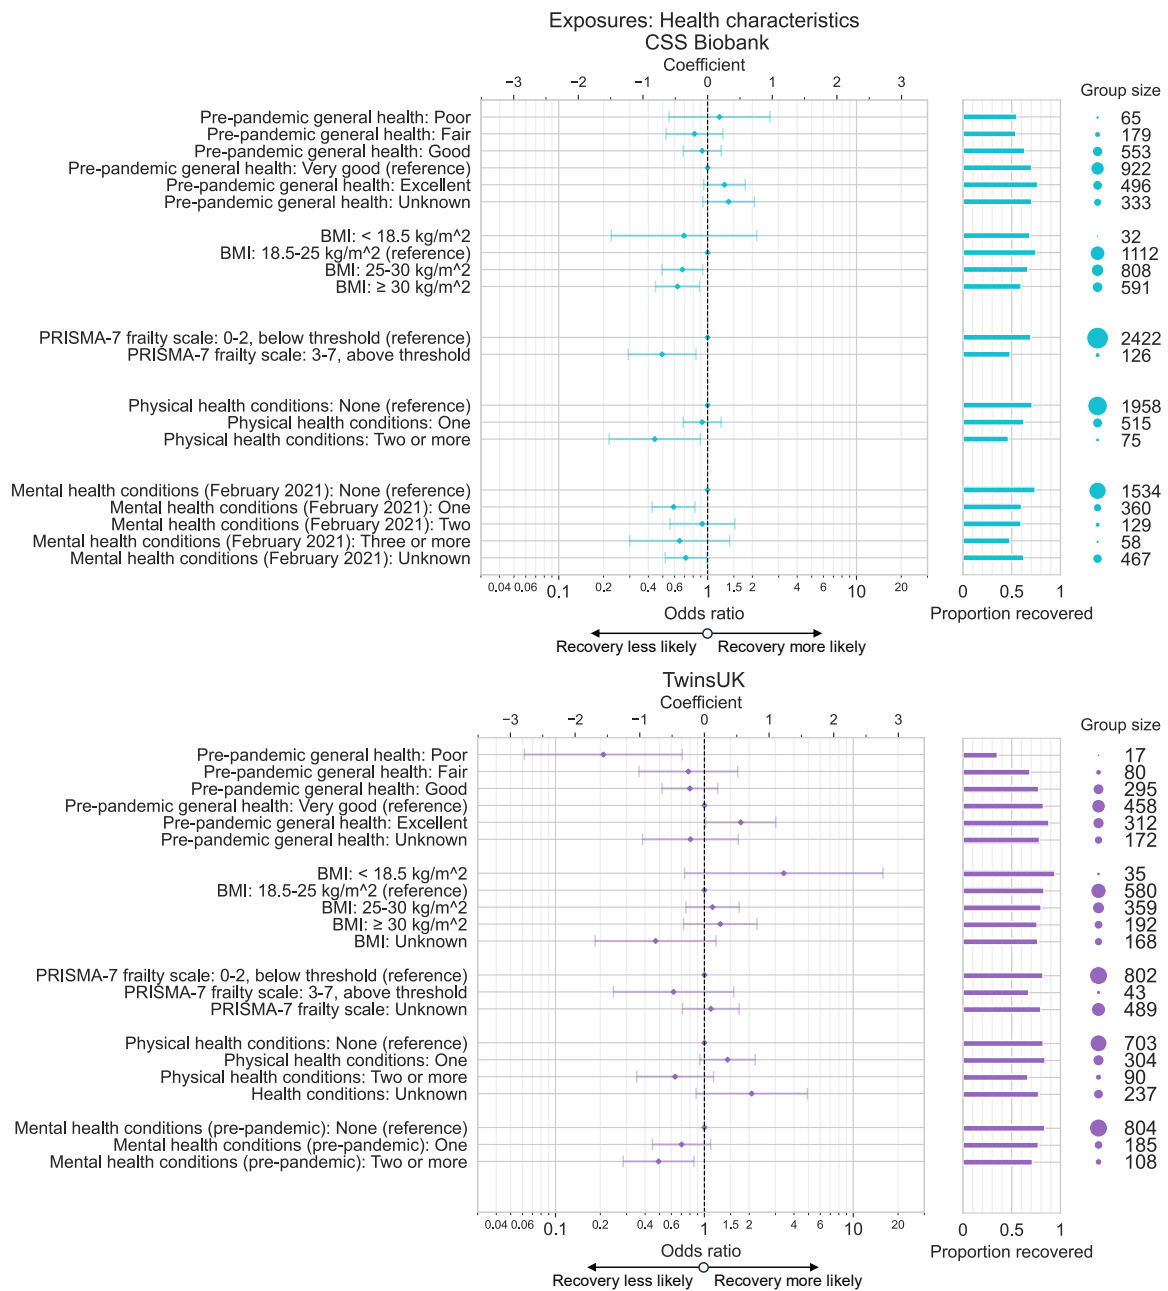 Exposures: Health characteristics
CSS Biobank
Coefficient
−3 −2 −1 0 1 2 3
Group size
Pre-pandemic general health: Poor 65
Pre-pandemic general health: Fair 179
Pre-pandemic general health: Good 553
Pre-pandemic general health: Very good (reference) 922
Pre-pandemic general health: Excellent 496
Pre-pandemic general health: Unknown 333
BMI: < 18.5 kg/m^2 32
BMI: 18.5-25 kg/m^2 (reference) 1112
BMI: 25-30 kg/m^2 808
BMI: ≥ 30 kg/m^2 591
PRISMA-7 frailty scale: 0-2, below threshold (reference) 2422
PRISMA-7 frailty scale: 3-7, above threshold 126
Physical health conditions: None (reference) 1958
Physical health conditions: One 515
Physical health conditions: Two or more 75
Mental health conditions (February 2021): None (reference) 1534
Mental health conditions (February 2021): One 360
Mental health conditions (February 2021): Two 129
Mental health conditions (February 2021): Three or more 58
Mental health conditions (February 2021): Unknown 467
0.04 0.06 0.1 0.2 0.4 0.6 1 1.5 2 4 6 10 20 0 0.5 1
Odds ratio Proportion recovered
Recovery less likely Recovery more likely
TwinsUK
Coefficient
−3 −2 −1 0 1 2 3
Group size
Pre-pandemic general health: Poor 17
Pre-pandemic general health: Fair 80
Pre-pandemic general health: Good 295
Pre-pandemic general health: Very good (reference) 458
Pre-pandemic general health: Excellent 312
Pre-pandemic general health: Unknown 172
BMI: < 18.5 kg/m^2 35
BMI: 18.5-25 kg/m^2 (reference) 580
BMI: 25-30 kg/m^2 359
BMI: ≥ 30 kg/m^2 192
BMI: Unknown 168
PRISMA-7 frailty scale: 0-2, below threshold (reference) 802
PRISMA-7 frailty scale: 3-7, above threshold 43
PRISMA-7 frailty scale: Unknown 489
Physical health conditions: None (reference) 703
Physical health conditions: One 304
Physical health conditions: Two or more 90
Health conditions: Unknown 237
Mental health conditions (pre-pandemic): None (reference) 804
Mental health conditions (pre-pandemic): One 185
Mental health conditions (pre-pandemic): Two or more 108
0.04 0.06 0.1 0.2 0.4 0.6 1 1.5 2 4 6 10 20 0 0.5 1
Odds ratio Proportion recovered
Recovery less likely Recovery more likely